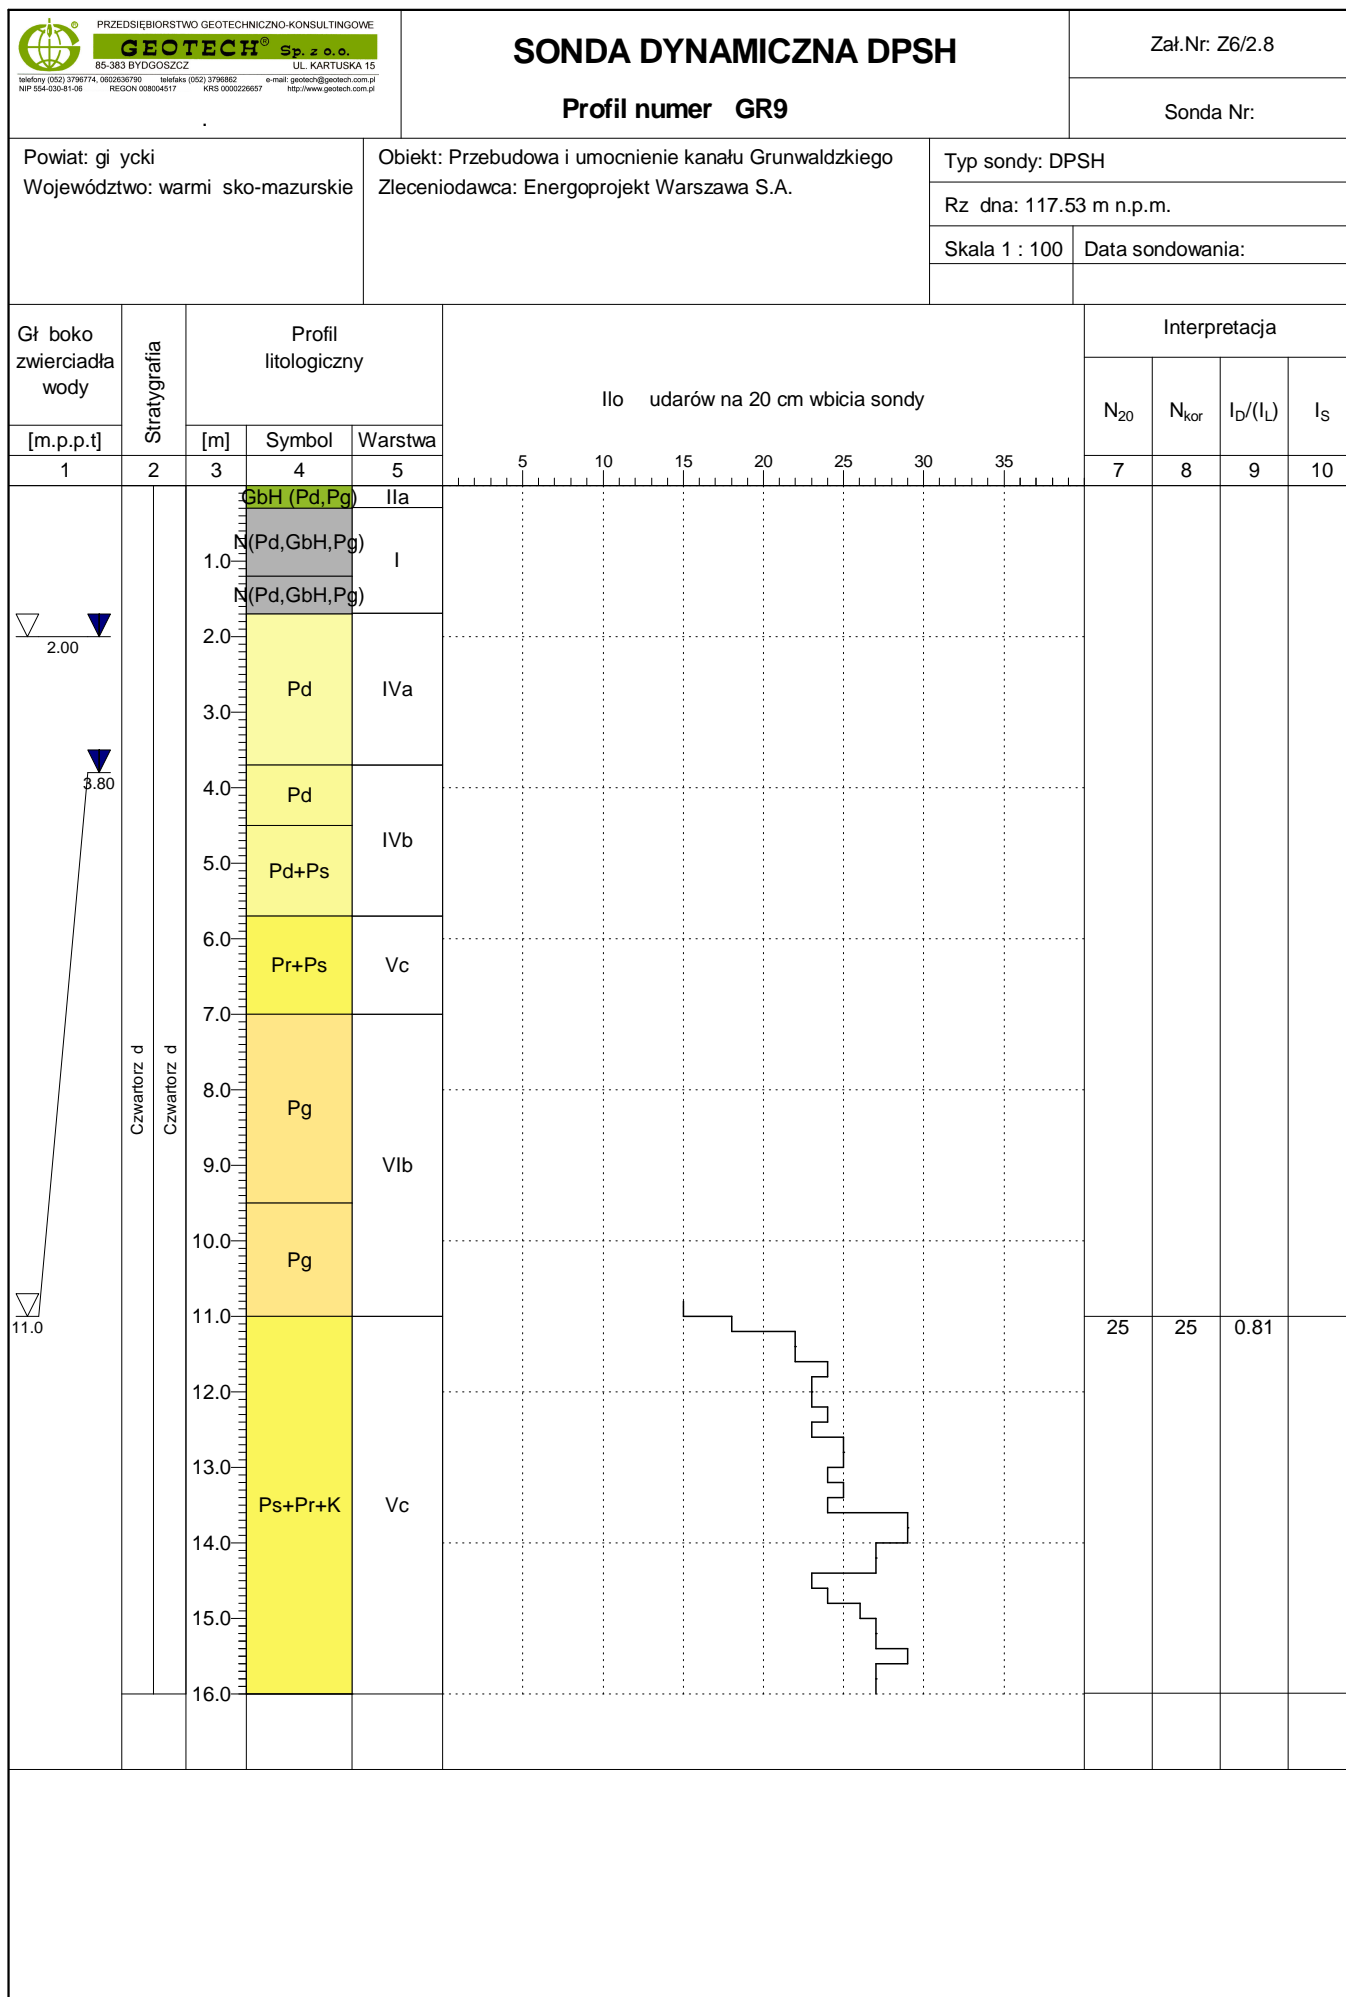 PRZEDSIĘBIORSTWO GEOTECHNICZNO-KONSULTINGOWE
GEOTECH® Sp. z o.o.
85-383 BYDGOSZCZ UL. KARTUSKA 15
telefony (052) 3796774, 0602636790 telefaks (052) 3796862 e-mail: geotech@geotech.com.pl
NIP 554-030-81-06 REGON 008004517 KRS 0000226657 http://www.geotech.com.pl
.
SONDA DYNAMICZNA DPSH
Profil numer GR9
Zał.Nr: Z6/2.8
Sonda Nr:
Powiat: gi ycki
Województwo: warmi sko-mazurskie
Obiekt: Przebudowa i umocnienie kanału Grunwaldzkiego
Zleceniodawca: Energoprojekt Warszawa S.A.
Typ sondy: DPSH
Rz dna: 117.53 m n.p.m.
Skala 1 : 100 Data sondowania:
Gł boko
zwierciadła
wody
[m.p.p.t]
Stratygrafia
Profil
litologiczny
[m] Symbol Warstwa
Ilo udarów na 20 cm wbicia sondy
Interpretacja
N20 Nkor ID/(IL) IS
1 2 3 4 5
5 10 15 20 25 30 35
7 8 9 10
GbH (Pd,Pg) IIa
N(Pd,GbH,Pg)
1.0 I
N(Pd,GbH,Pg)
2.0
2.00
Pd IVa
3.0
3.80
4.0 Pd
IVb
5.0 Pd+Ps
6.0
Pr+Ps Vc
7.0
Czwartorz d
Czwartorz d
8.0
Pg
9.0 VIb
10.0
Pg
11.0
11.0
25 25 0.81
12.0
13.0
Ps+Pr+K Vc
14.0
15.0
16.0